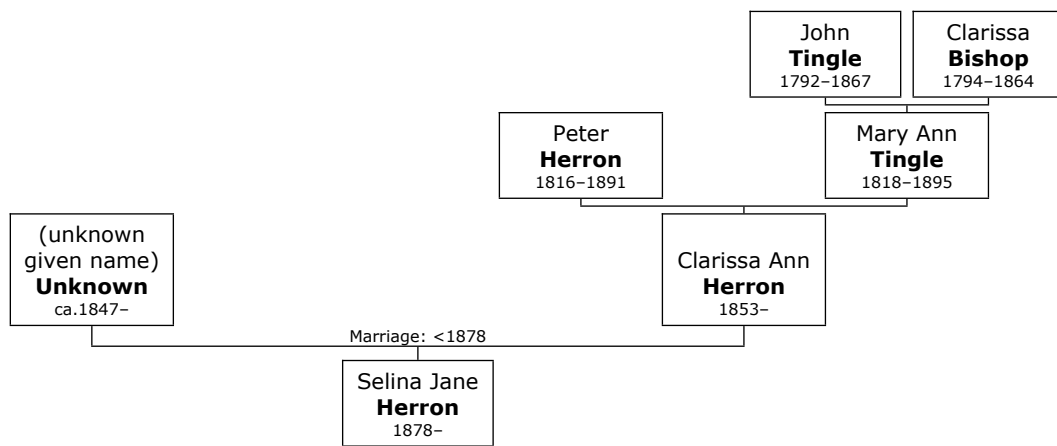 John
Tingle
1792–1867
Clarissa
Bishop
1794–1864
Peter
Herron
1816–1891
Mary Ann
Tingle
1818–1895
(unknown
given name)
Unknown
ca.1847–
Clarissa Ann
Herron
1853–
Marriage: <1878
Selina Jane
Herron
1878–